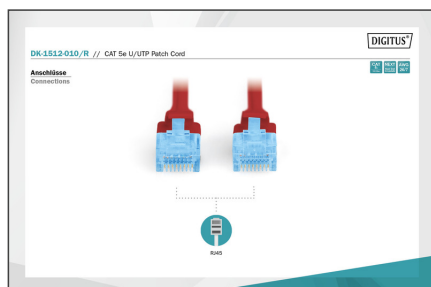 DIGITUS®
DK-1512-010/R // CAT 5e U/UTP Patch Cord
Anschlüsse
Connections
RJ45